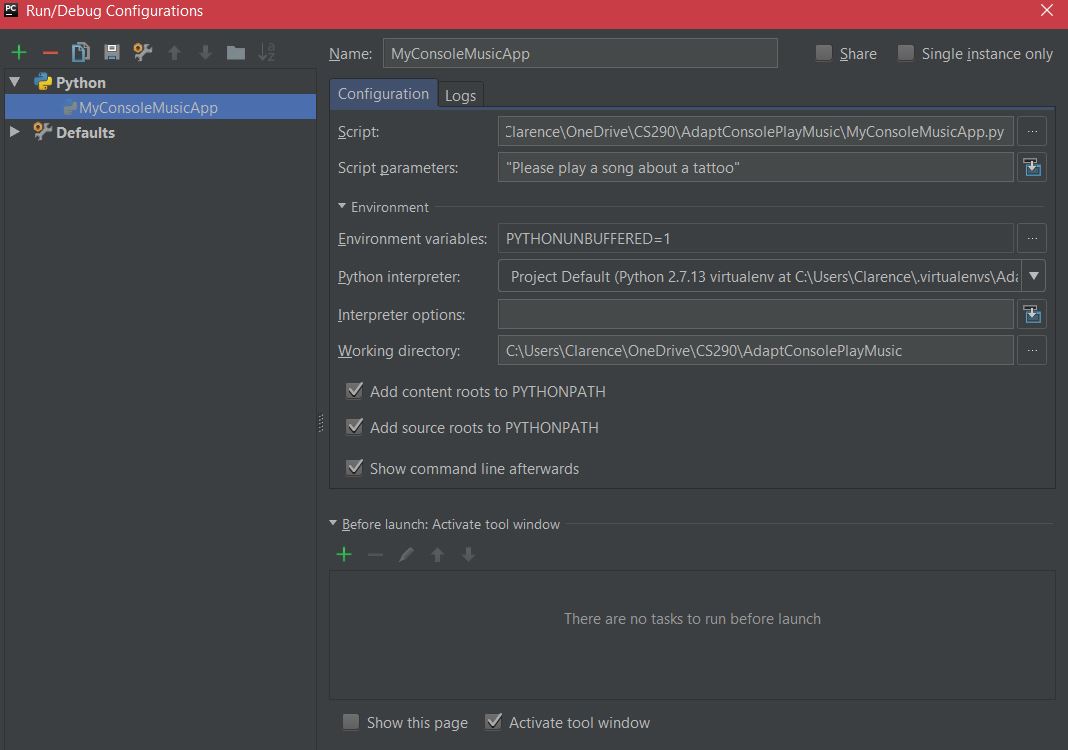 PC Run/Debug Configurations
Name: MyConsoleMusicApp Share Single instance only
Python
MyConsoleMusicApp
Defaults
Configuration Logs
Script: Clarence\OneDrive\CS290\AdaptConsolePlayMusic\MyConsoleMusicApp.py ...
Script parameters: "Please play a song about a tattoo"
Environment
Environment variables: PYTHONUNBUFFERED=1 ...
Python interpreter: Project Default (Python 2.7.13 virtualenv at C:\Users\Clarence\.virtualenvs\Ada
Interpreter options:
Working directory: C:\Users\Clarence\OneDrive\CS290\AdaptConsolePlayMusic ...
Add content roots to PYTHONPATH
Add source roots to PYTHONPATH
Show command line afterwards
Before launch: Activate tool window
There are no tasks to run before launch
Show this page Activate tool window